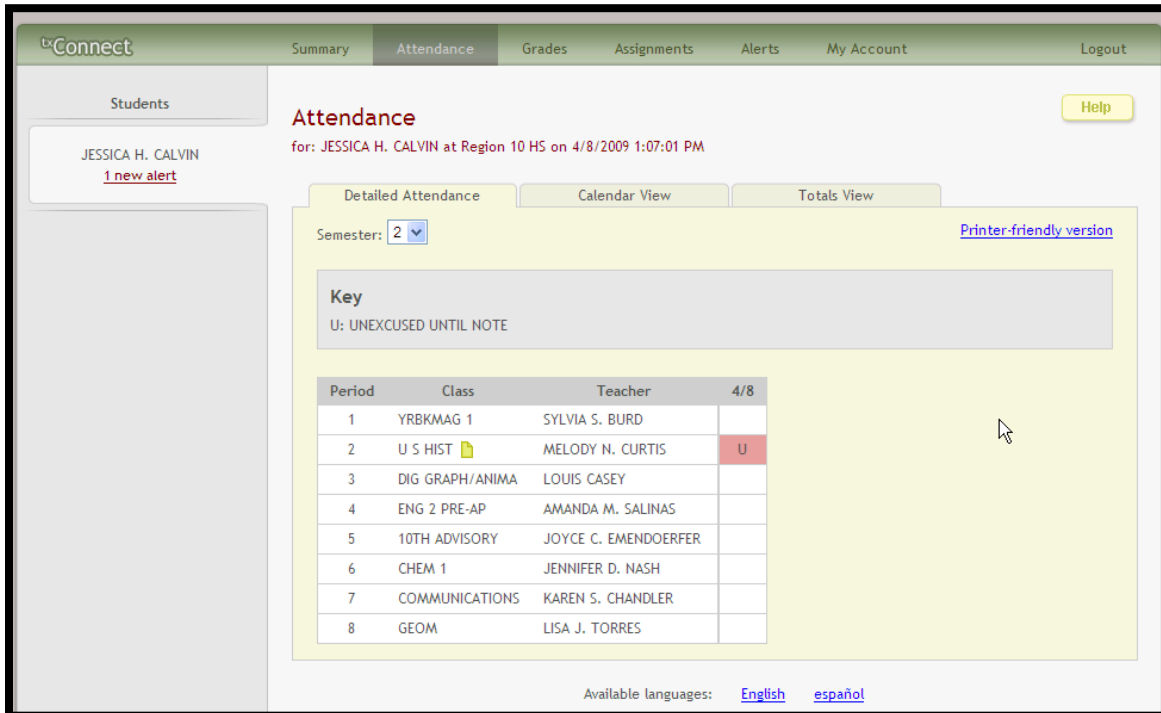 txConnect Summary Attendance Grades Assignments Alerts My Account Logout
Students
JESSICA H. CALVIN
1 new alert
Attendance
Help
for: JESSICA H. CALVIN at Region 10 HS on 4/8/2009 1:07:01 PM
Detailed Attendance Calendar View Totals View
Semester: 2
Printer-friendly version
Key
U: UNEXCUSED UNTIL NOTE
Period Class Teacher 4/8
1 YRBKMAG 1 SYLVIA S. BURD
2 U S HIST MELODY N. CURTIS U
3 DIG GRAPH/ANIMA LOUIS CASEY
4 ENG 2 PRE-AP AMANDA M. SALINAS
5 10TH ADVISORY JOYCE C. EMENDOERFER
6 CHEM 1 JENNIFER D. NASH
7 COMMUNICATIONS KAREN S. CHANDLER
8 GEOM LISA J. TORRES
Available languages: English español